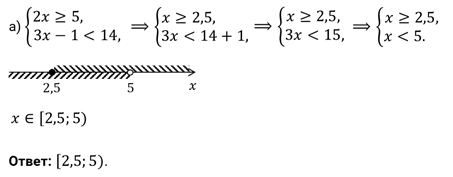 а) {2x ≥ 5, ⟹ {x ≥ 2,5, ⟹ {x ≥ 2,5, ⟹ {x ≥ 2,5,
3x − 1 < 14, 3x < 14 + 1, 3x < 15, x < 5.
2,5 5 x
x ∈ [2,5; 5)
Ответ: [2,5; 5).